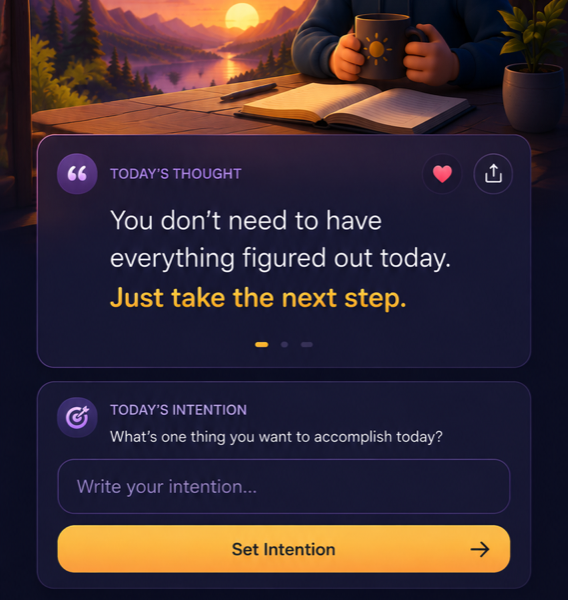 TODAY'S THOUGHT
You don't need to have
everything figured out today.
Just take the next step.
TODAY'S INTENTION
What's one thing you want to accomplish today?
Write your intention...
Set Intention